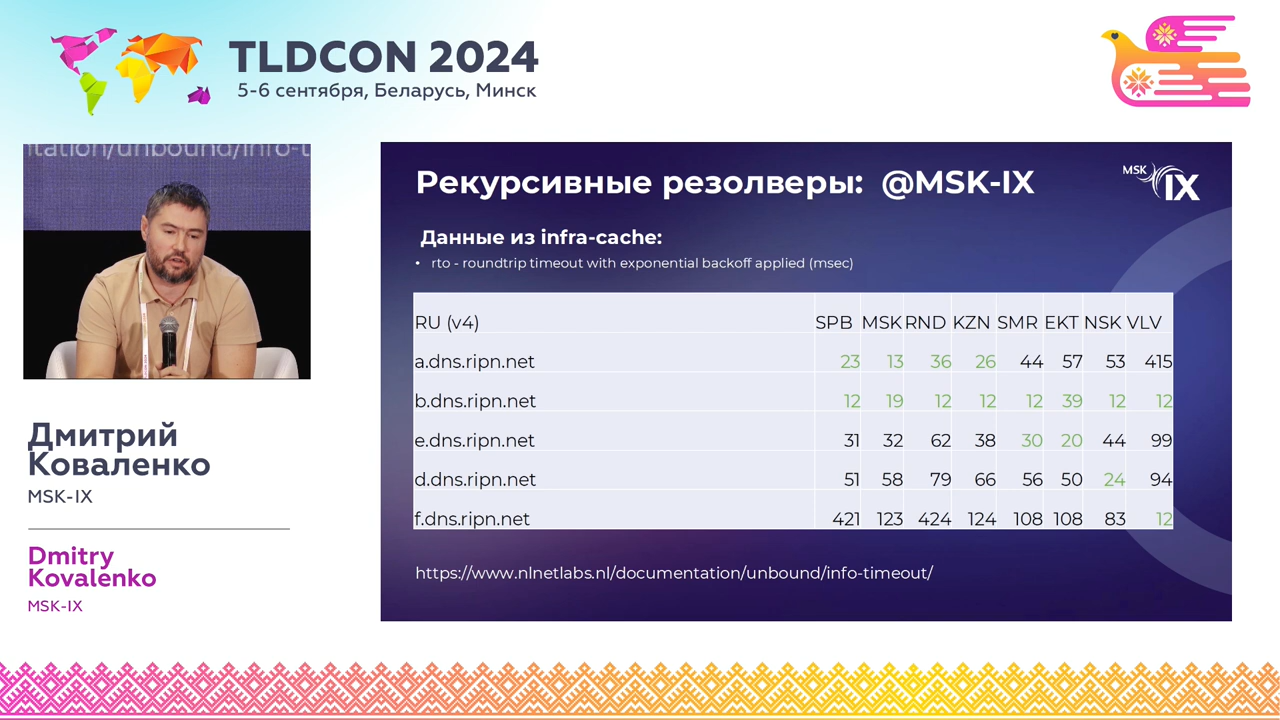 TLDCON 2024
5-6 сентября, Беларусь, Минск
tation/unbound/info-t
Дмитрий
Коваленко
MSK-IX
Dmitry
Kovalenko
MSK-IX
Рекурсивные резолверы: @MSK-IX
MSK IX
Данные из infra-cache:
• rto - roundtrip timeout with exponential backoff applied (msec)
RU (v4) SPB MSK RND KZN SMR EKT NSK VLV
a.dns.ripn.net 23 13 36 26 44 57 53 415
b.dns.ripn.net 12 19 12 12 12 39 12 12
e.dns.ripn.net 31 32 62 38 30 20 44 99
d.dns.ripn.net 51 58 79 66 56 50 24 94
f.dns.ripn.net 421 123 424 124 108 108 83 12
https://www.nlnetlabs.nl/documentation/unbound/info-timeout/